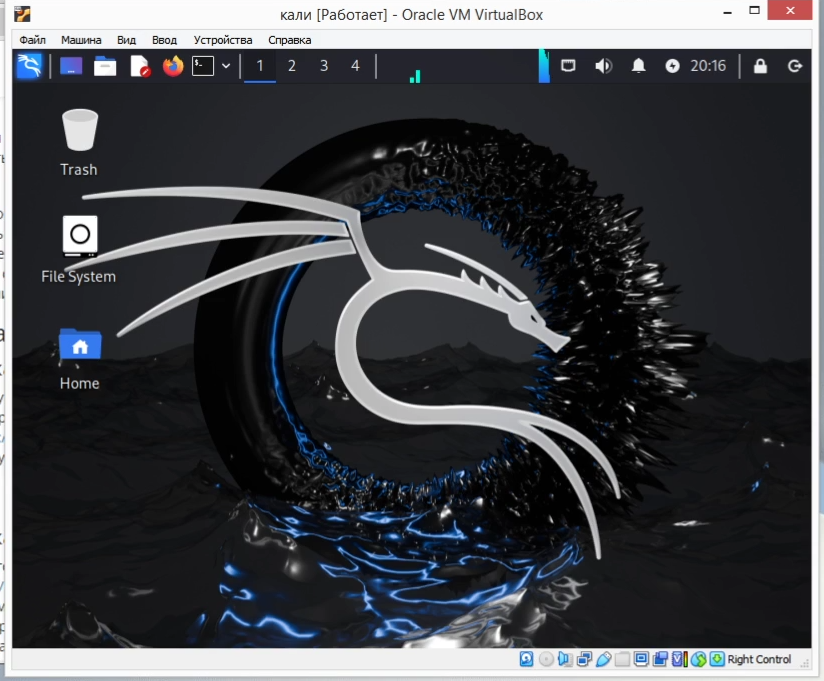 кали [Работает] - Oracle VM VirtualBox
Файл Машина Вид Ввод Устройства Справка
1 2 3 4 20:16
Trash
File System
Home
Right Control